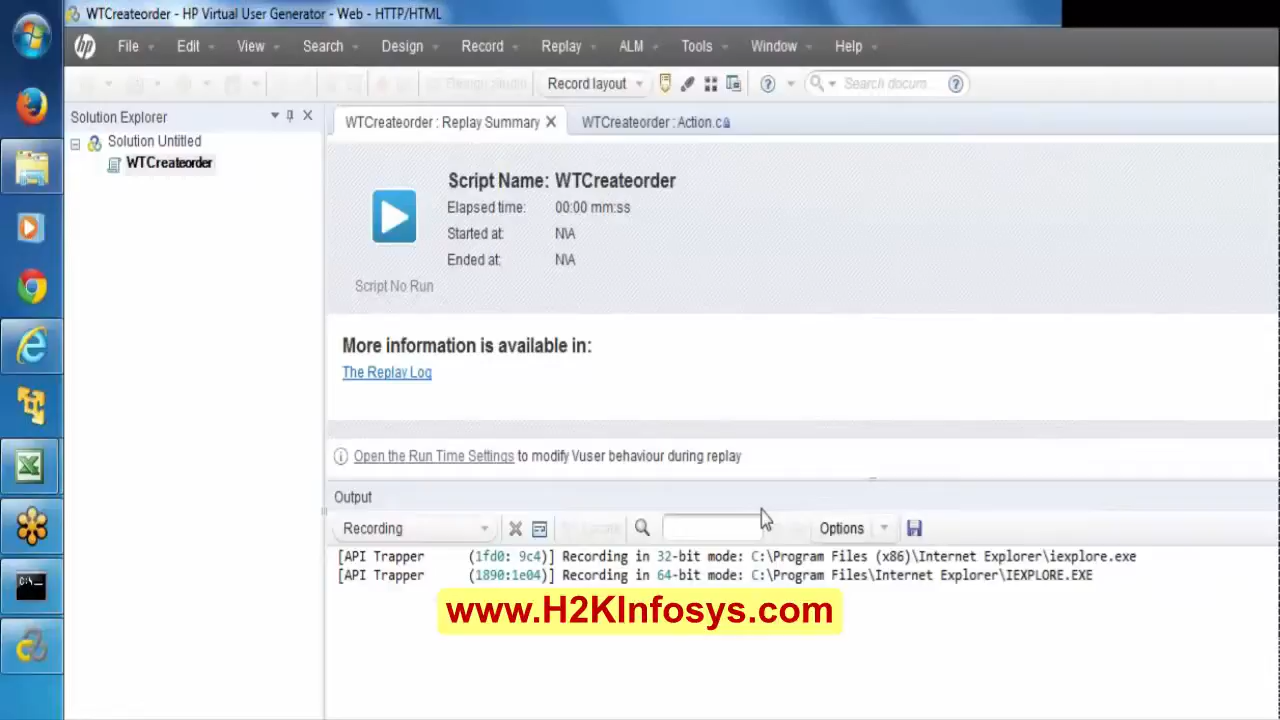 WTCreateorder - HP Virtual User Generator - Web - HTTP/HTML
hp File Edit View Search Design Record Replay ALM Tools Window Help
Design Studio Record layout Search docum...
Solution Explorer
Solution Untitled
WTCreateorder
WTCreateorder : Replay Summary WTCreateorder : Action.c
Script Name: WTCreateorder
Elapsed time: 00:00 mm:ss
Started at: N\A
Ended at: N\A
Script No Run
More information is available in:
The Replay Log
Open the Run Time Settings to modify Vuser behaviour during replay
Output
Recording Options
[API Trapper (1fd0: 9c4)] Recording in 32-bit mode: C:\Program Files (x86)\Internet Explorer\iexplore.exe
[API Trapper (1890:1e04)] Recording in 64-bit mode: C:\Program Files\Internet Explorer\IEXPLORE.EXE
www.H2KInfosys.com